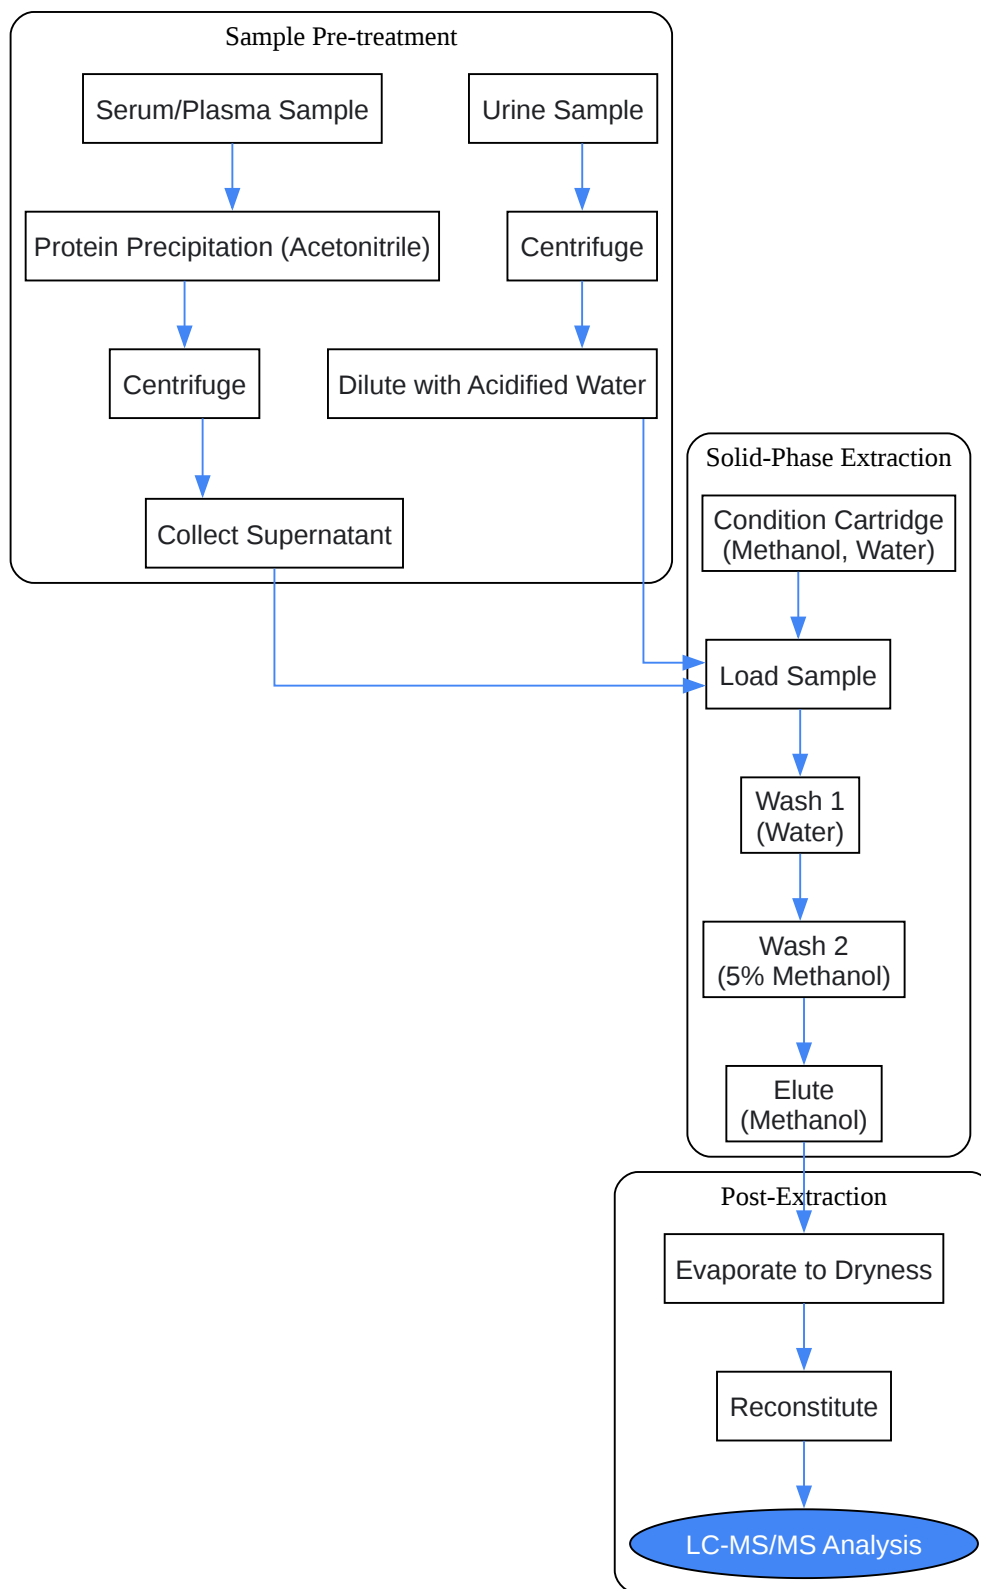 Sample Pre-treatment
Serum/Plasma Sample
Protein Precipitation (Acetonitrile)
Centrifuge
Collect Supernatant
Urine Sample
Centrifuge
Dilute with Acidified Water
Solid-Phase Extraction
Condition Cartridge
(Methanol, Water)
Load Sample
Wash 1
(Water)
Wash 2
(5% Methanol)
Elute
(Methanol)
Post-Extraction
Evaporate to Dryness
Reconstitute
LC-MS/MS Analysis